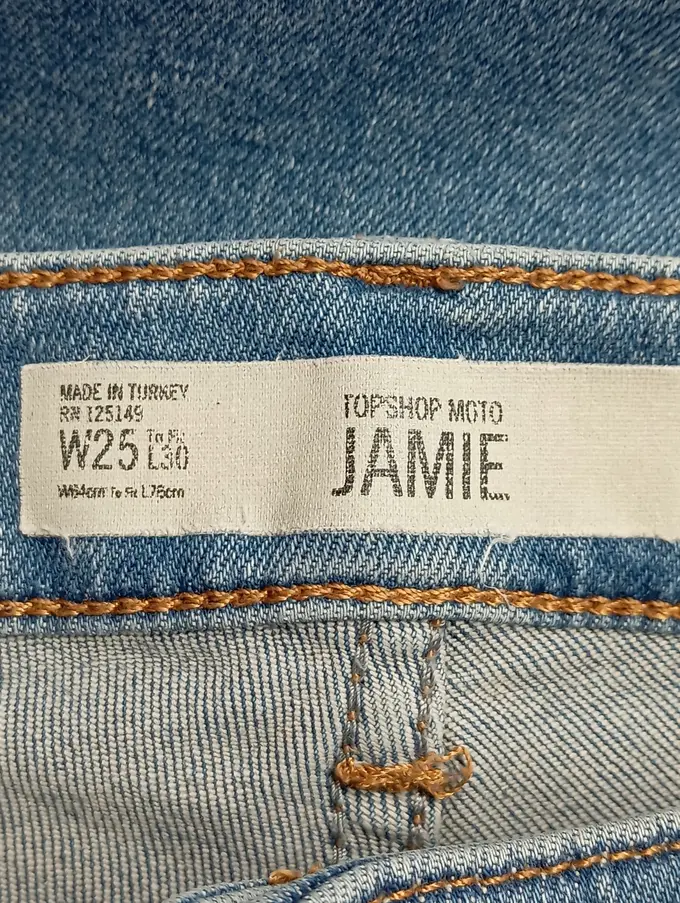 MADE IN TURKEY
RN 125149
W25 To Fit L30
W64cm To Fit L76cm
TOPSHOP MOTO
JAMIE